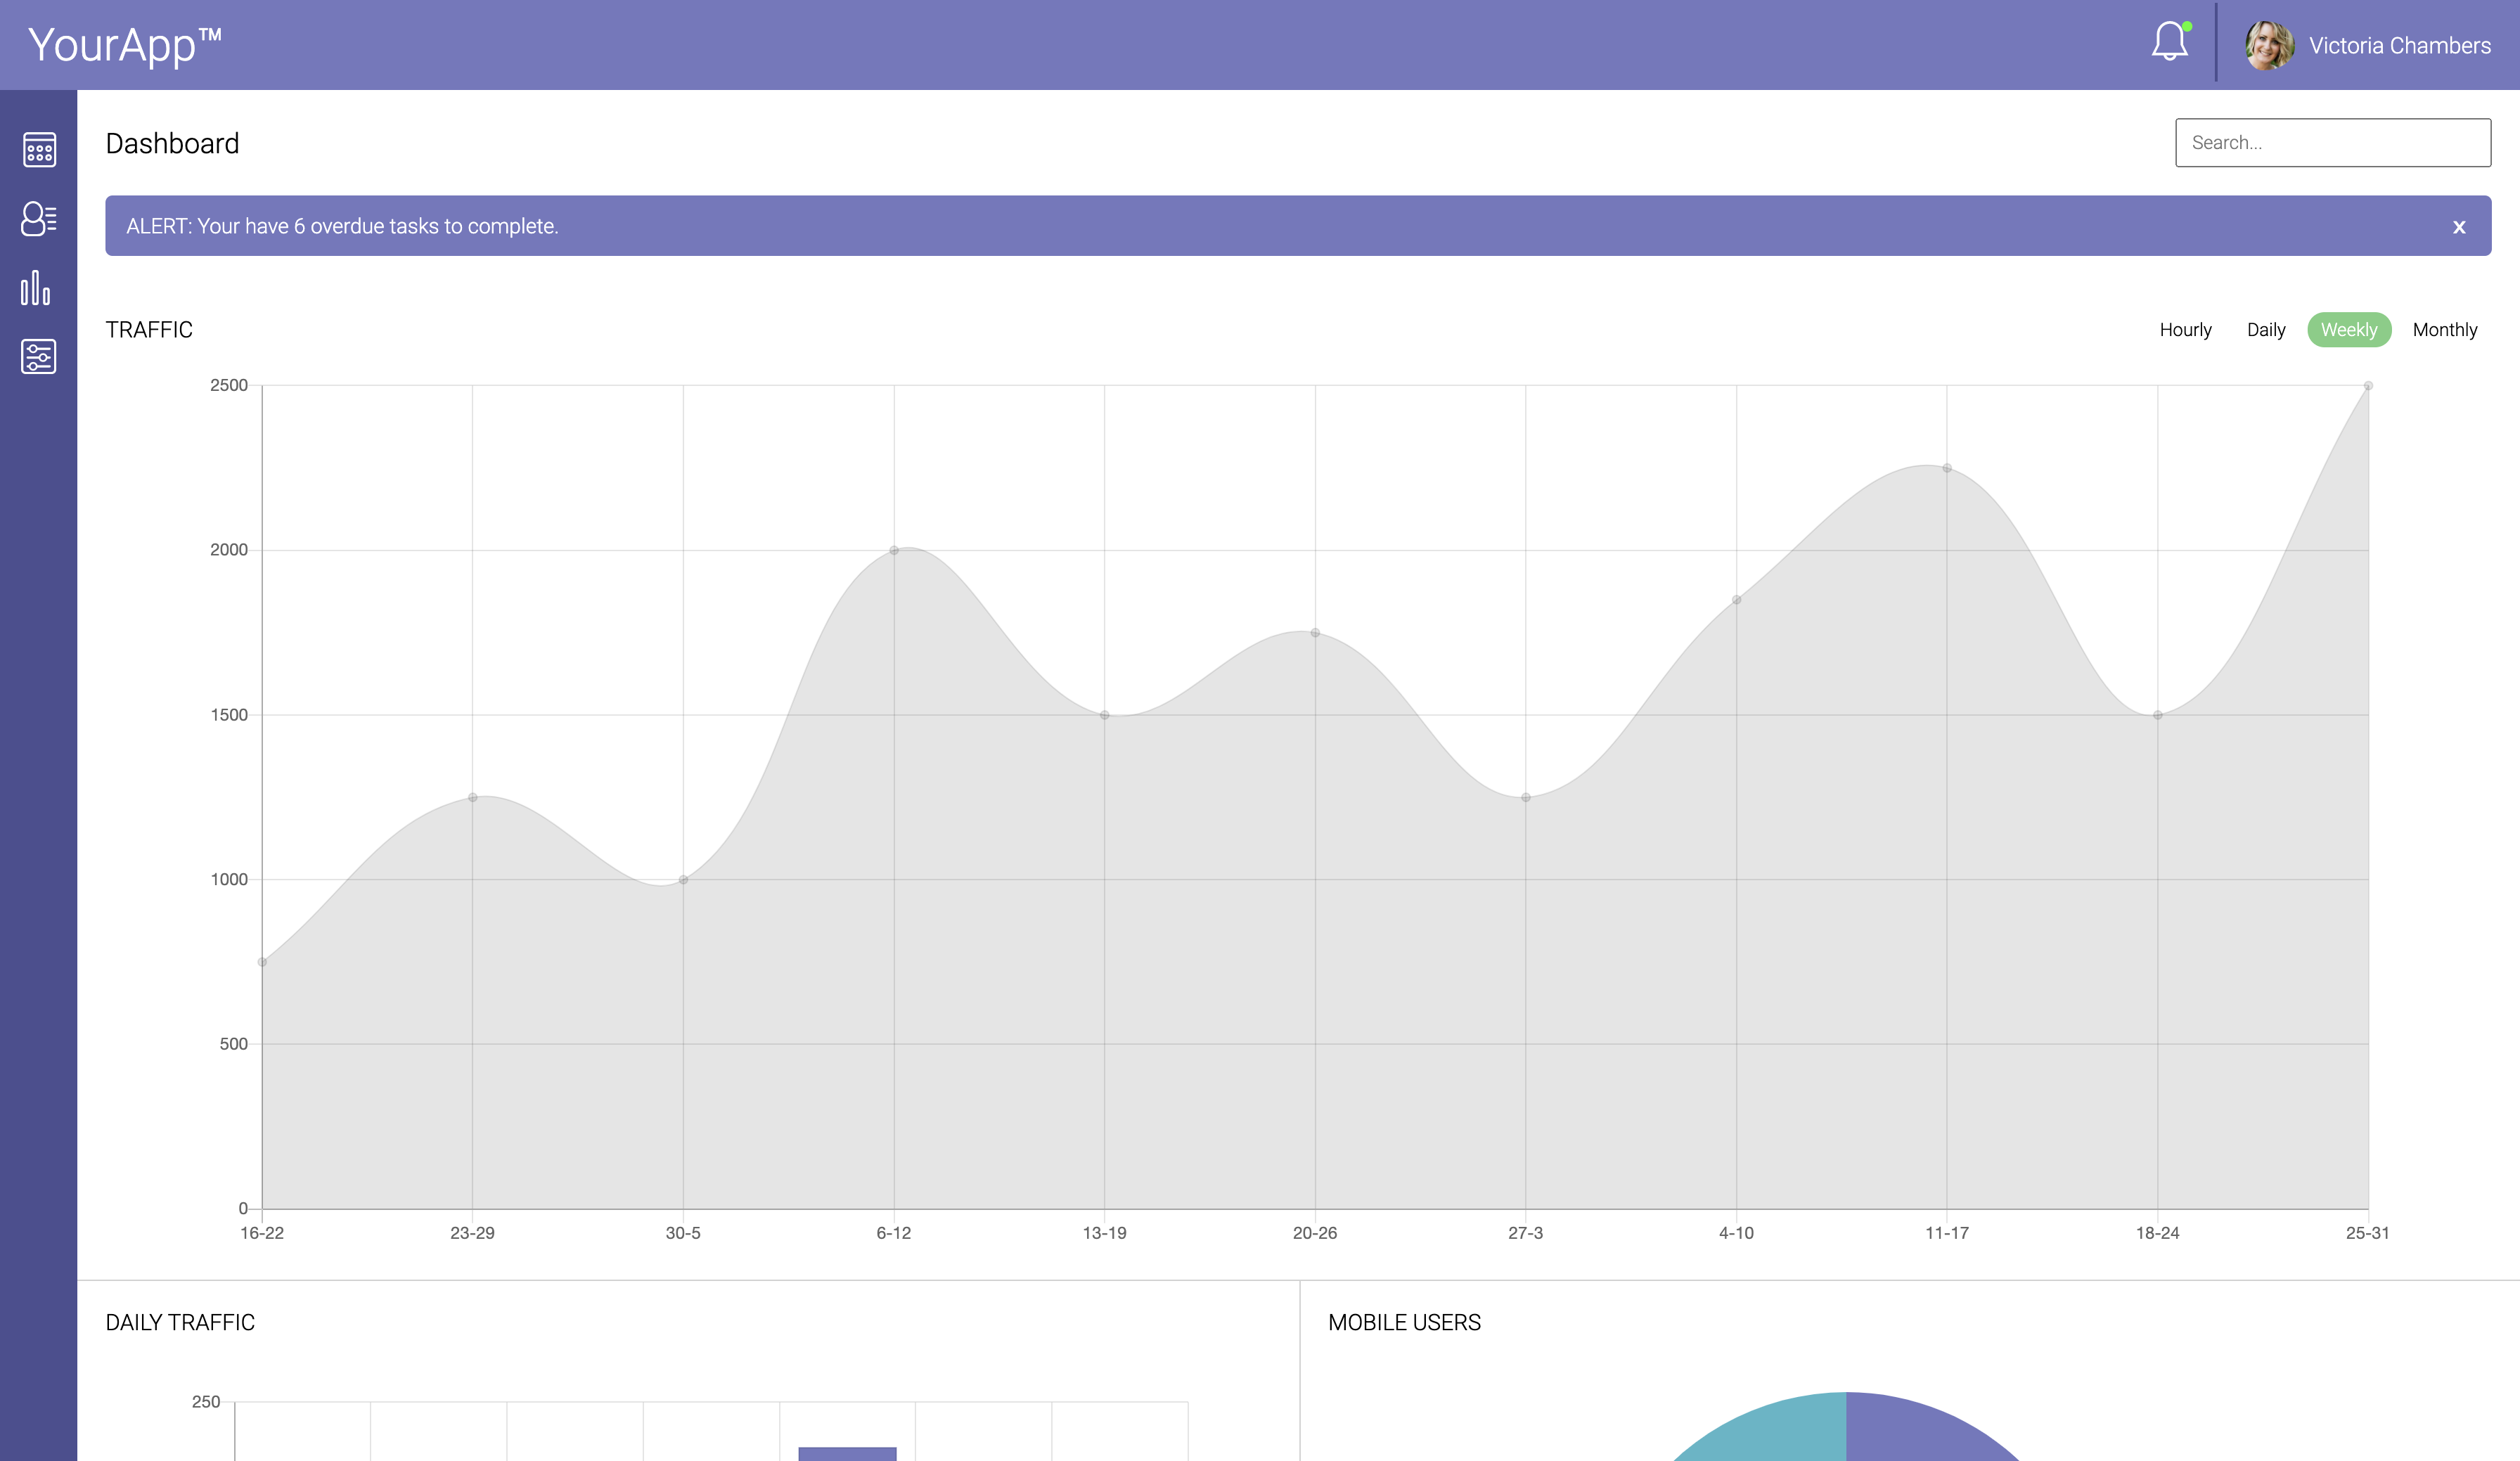 YourApp™
Victoria Chambers
Dashboard
Search...
ALERT: Your have 6 overdue tasks to complete.
x
TRAFFIC
Hourly Daily Weekly Monthly
2500
2000
1500
1000
500
0
16-22 23-29 30-5 6-12 13-19 20-26 27-3 4-10 11-17 18-24 25-31
DAILY TRAFFIC
MOBILE USERS
250